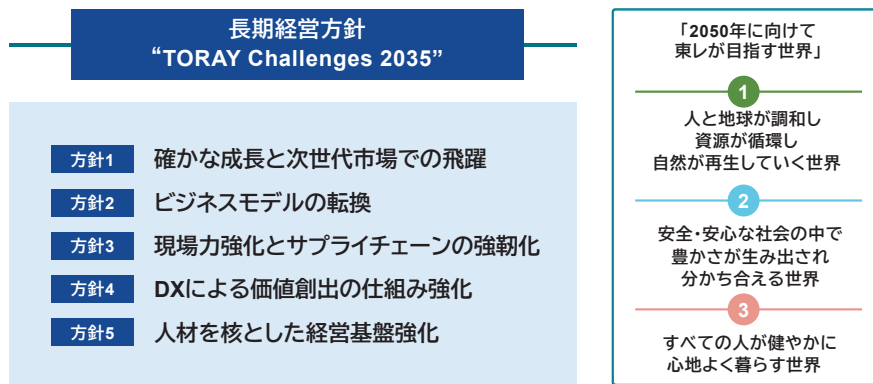 長期経営方針
“TORAY Challenges 2035”
方針1 確かな成長と次世代市場での飛躍
方針2 ビジネスモデルの転換
方針3 現場力強化とサプライチェーンの強靭化
方針4 DXによる価値創出の仕組み強化
方針5 人材を核とした経営基盤強化
「2050年に向けて
東レが目指す世界」
1
人と地球が調和し
資源が循環し
自然が再生していく世界
2
安全・安心な社会の中で
豊かさが生み出され
分かち合える世界
3
すべての人が健やかに
心地よく暮らす世界